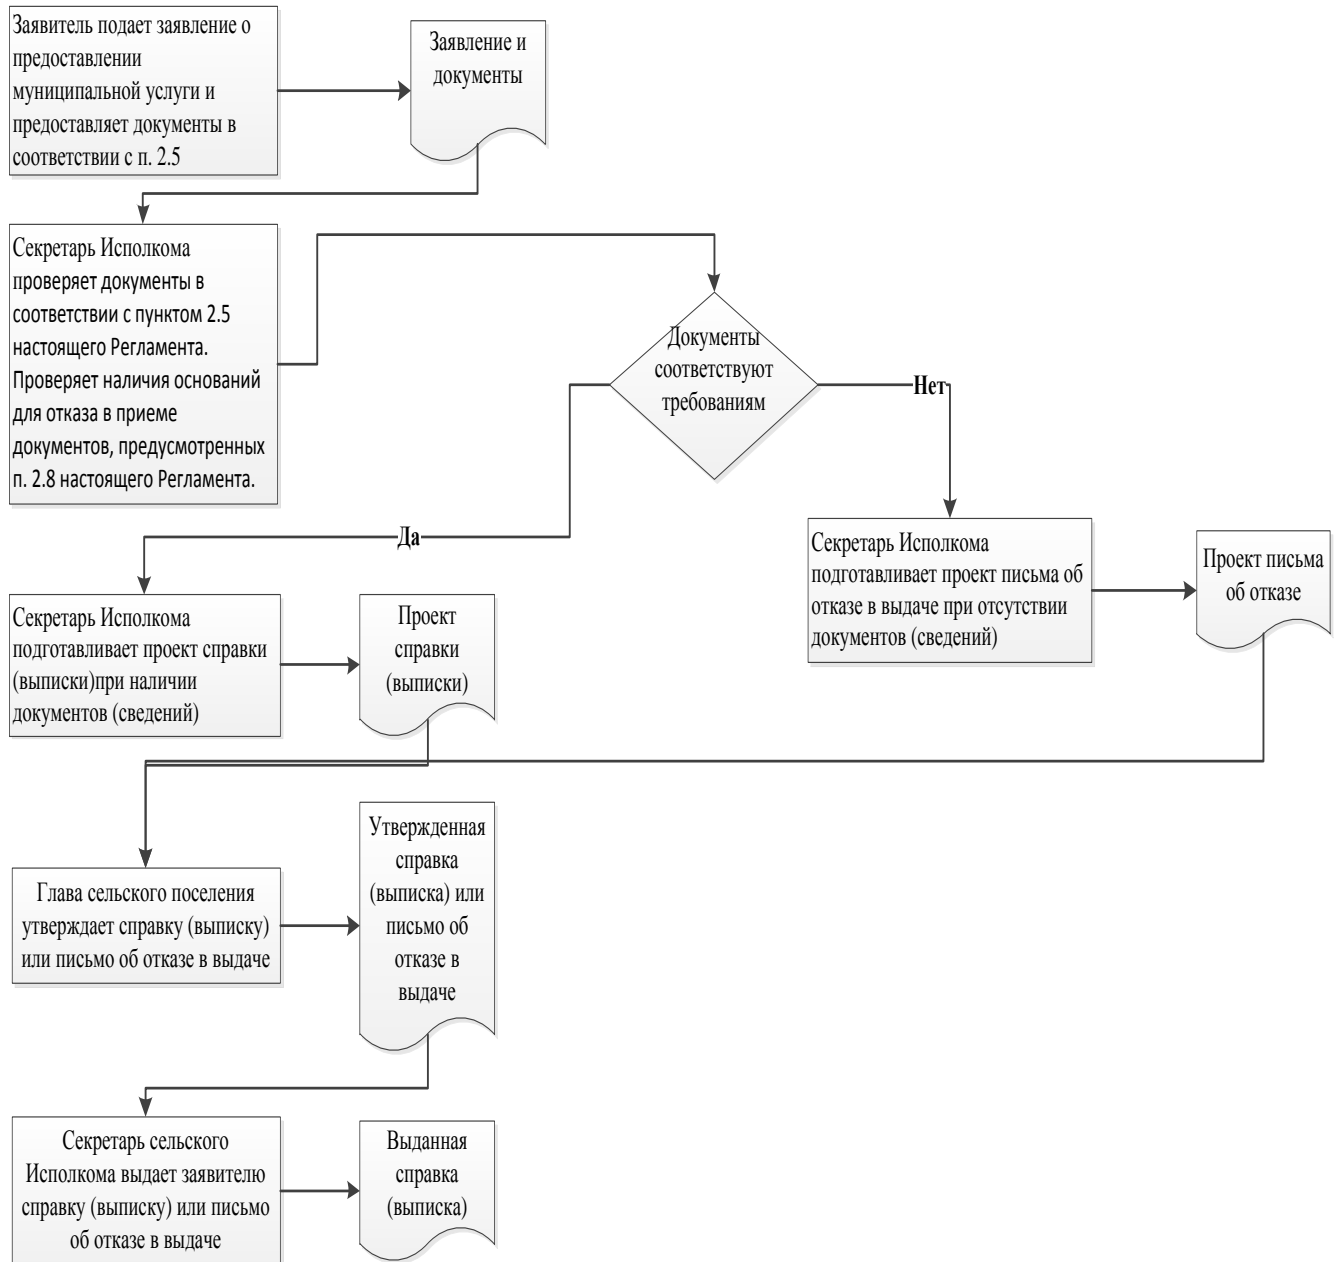 Заявитель подает заявление о
предоставлении
муниципальной услуги и
предоставляет документы в
соответствии с п. 2.5
Заявление и
документы
Секретарь Исполкома
проверяет документы в
соответствии с пунктом 2.5
настоящего Регламента.
Проверяет наличия оснований
для отказа в приеме
документов, предусмотренных
п. 2.8 настоящего Регламента.
Документы
соответствуют
требованиям
Нет
Да
Секретарь Исполкома
подготавливает проект письма об
отказе в выдаче при отсутствии
документов (сведений)
Проект письма
об отказе
Секретарь Исполкома
подготавливает проект справки
(выписки)при наличии
документов (сведений)
Проект
справки
(выписки)
Глава сельского поселения
утверждает справку (выписку)
или письмо об отказе в выдаче
Утвержденная
справка
(выписка) или
письмо об
отказе в
выдаче
Секретарь сельского
Исполкома выдает заявителю
справку (выписку) или письмо
об отказе в выдаче
Выданная
справка
(выписка)